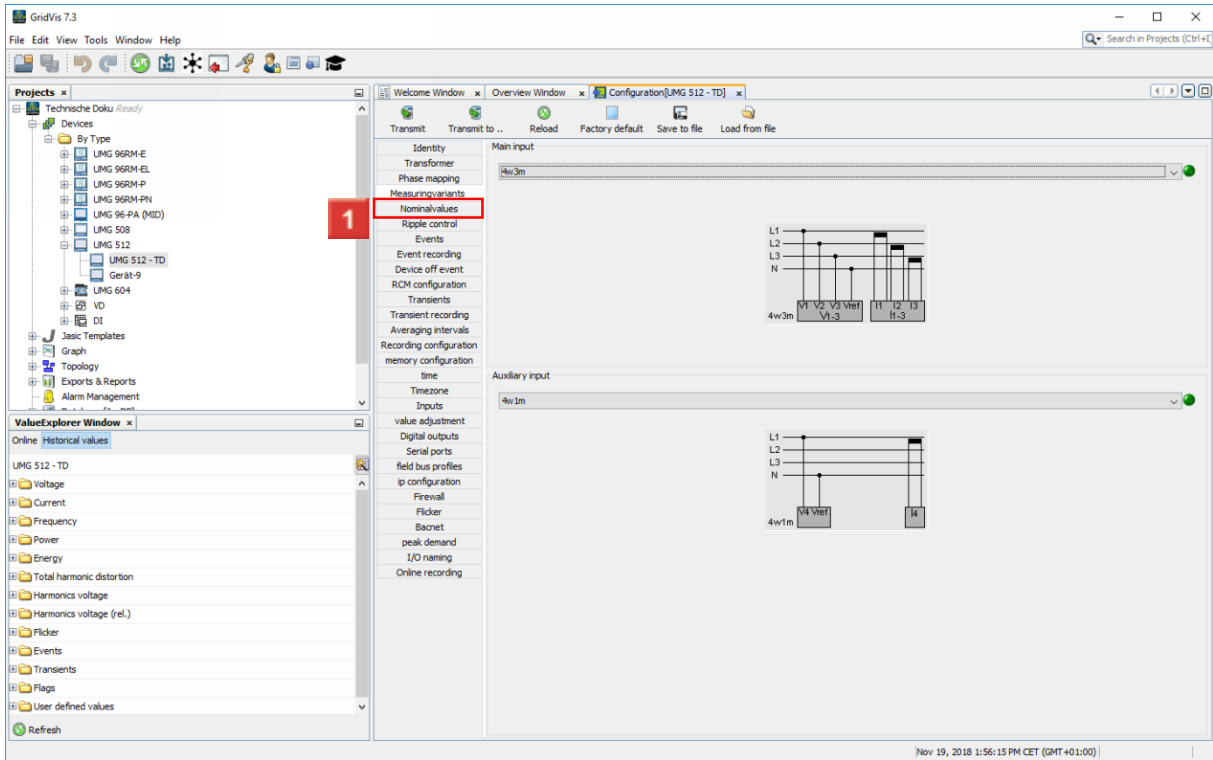 GridVis 7.3
File Edit View Tools Window Help
Search in Projects (Ctrl+I
Projects
Technische Doku Ready
Devices
By Type
UMG 96RM-E
UMG 96RM-EL
UMG 96RM-P
UMG 96RM-PN
UMG 96-PA (MID)
UMG 508
UMG 512
UMG 512 - TD
Gerät-9
UMG 604
VD
DI
Jasic Templates
Graph
Topology
Exports & Reports
Alarm Management
ValueExplorer Window
Online Historical values
UMG 512 - TD
Voltage
Current
Frequency
Power
Energy
Total harmonic distortion
Harmonics voltage
Harmonics voltage (rel.)
Flicker
Events
Transients
Flags
User defined values
Refresh
Welcome Window Overview Window Configuration[UMG 512 - TD]
Transmit Transmit to .. Reload Factory default Save to file Load from file
Identity
Transformer
Phase mapping
Measuringvariants
1
Nominalvalues
Ripple control
Events
Event recording
Device off event
RCM configuration
Transients
Transient recording
Averaging intervals
Recording configuration
memory configuration
time
Timezone
Inputs
value adjustment
Digital outputs
Serial ports
field bus profiles
ip configuration
Firewall
Flicker
Bacnet
peak demand
I/O naming
Online recording
Main input
4w3m
L1
L2
L3
N
V1 V2 V3 Vref I1 I2 I3
4w3m V1-3 I1-3
Auxiliary input
4w1m
L1
L2
L3
N
V4 Vref I4
4w1m
Nov 19, 2018 1:56:15 PM CET (GMT+01:00)